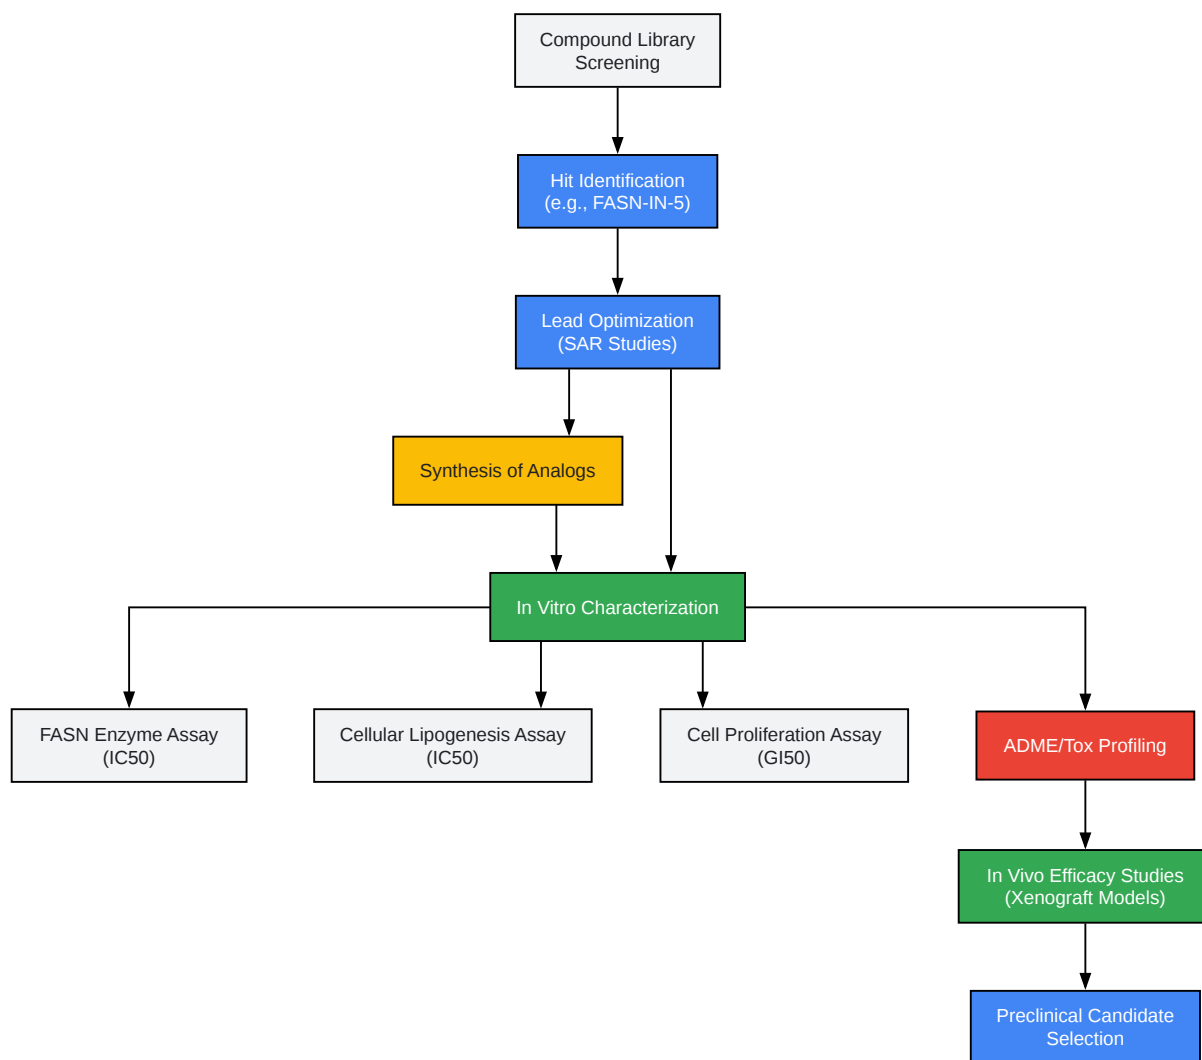 Compound Library
Screening
Hit Identification
(e.g., FASN-IN-5)
Lead Optimization
(SAR Studies)
Synthesis of Analogs
In Vitro Characterization
FASN Enzyme Assay
(IC50)
Cellular Lipogenesis Assay
(IC50)
Cell Proliferation Assay
(GI50)
ADME/Tox Profiling
In Vivo Efficacy Studies
(Xenograft Models)
Preclinical Candidate
Selection